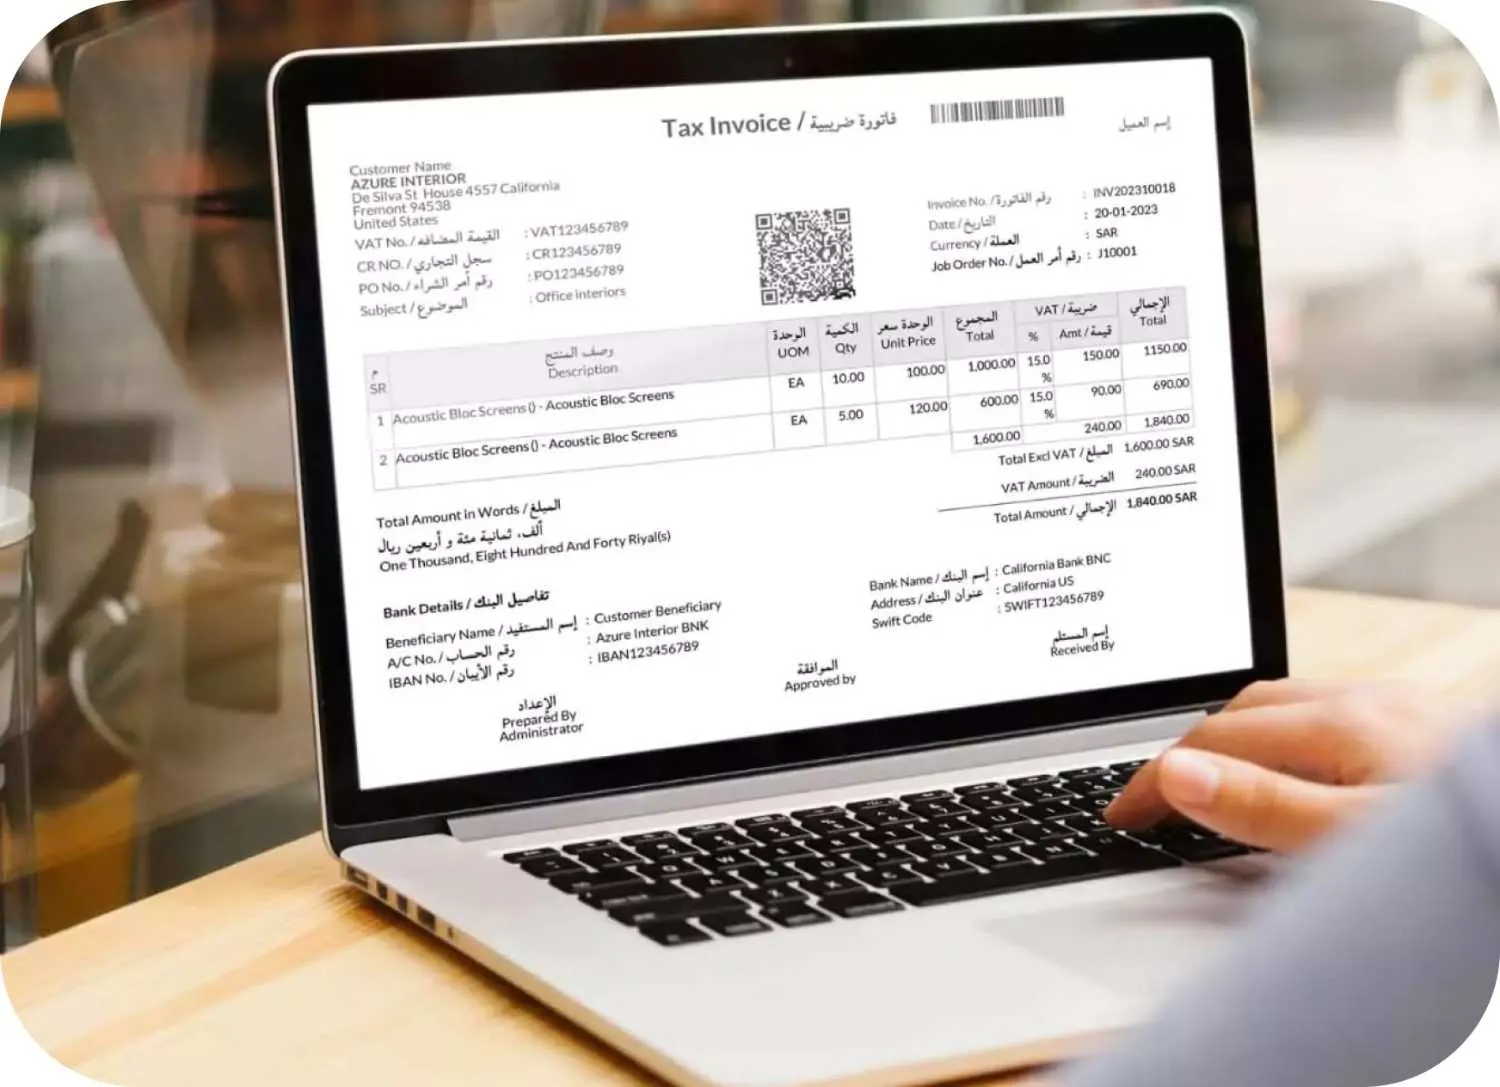 Tax Invoice / فاتورة ضريبية
إسم العميل
Customer Name
AZURE INTERIOR
De Silva St House 4557 California
Fremont 94538
United States
VAT No. / القيمة المضافه : VAT123456789
CR NO. / سجل التجاري : CR123456789
PO No. / رقم أمر الشراء : PO123456789
Subject / الموضوع : Office interiors
Invoice No. / رقم الفاتورة : INV202310018
Date / التاريخ : 20-01-2023
Currency / العملة : SAR
Job Order No. / رقم أمر العمل : J10001
م وصف المنتج الوحدة الكمية الوحدة سعر المجموع ضريبة / VAT الإجمالي
SR Description UOM Qty Unit Price Total % Amt / قيمة Total
1 Acoustic Bloc Screens () - Acoustic Bloc Screens EA 10.00 100.00 1,000.00 15.0 % 150.00 1150.00
2 Acoustic Bloc Screens () - Acoustic Bloc Screens EA 5.00 120.00 600.00 15.0 % 90.00 690.00
1,600.00 240.00 1,840.00
Total Excl VAT / المبلغ 1,600.00 SAR
VAT Amount / الضريبة 240.00 SAR
Total Amount / الإجمالي 1,840.00 SAR
Total Amount in Words / المبلغ
ألف، ثمانية مئة و أربعين ريال
One Thousand, Eight Hundred And Forty Riyal(s)
Bank Details / تفاصيل البنك
Beneficiary Name / إسم المستفيد : Customer Beneficiary
A/C No. / رقم الحساب : Azure Interior BNK
IBAN No. / رقم الأيبان : IBAN123456789
Bank Name / إسم البنك : California Bank BNC
Address / عنوان البنك : California US
Swift Code : SWIFT123456789
الإعداد
Prepared By
Administrator
الموافقة
Approved by
إسم المستلم
Received By